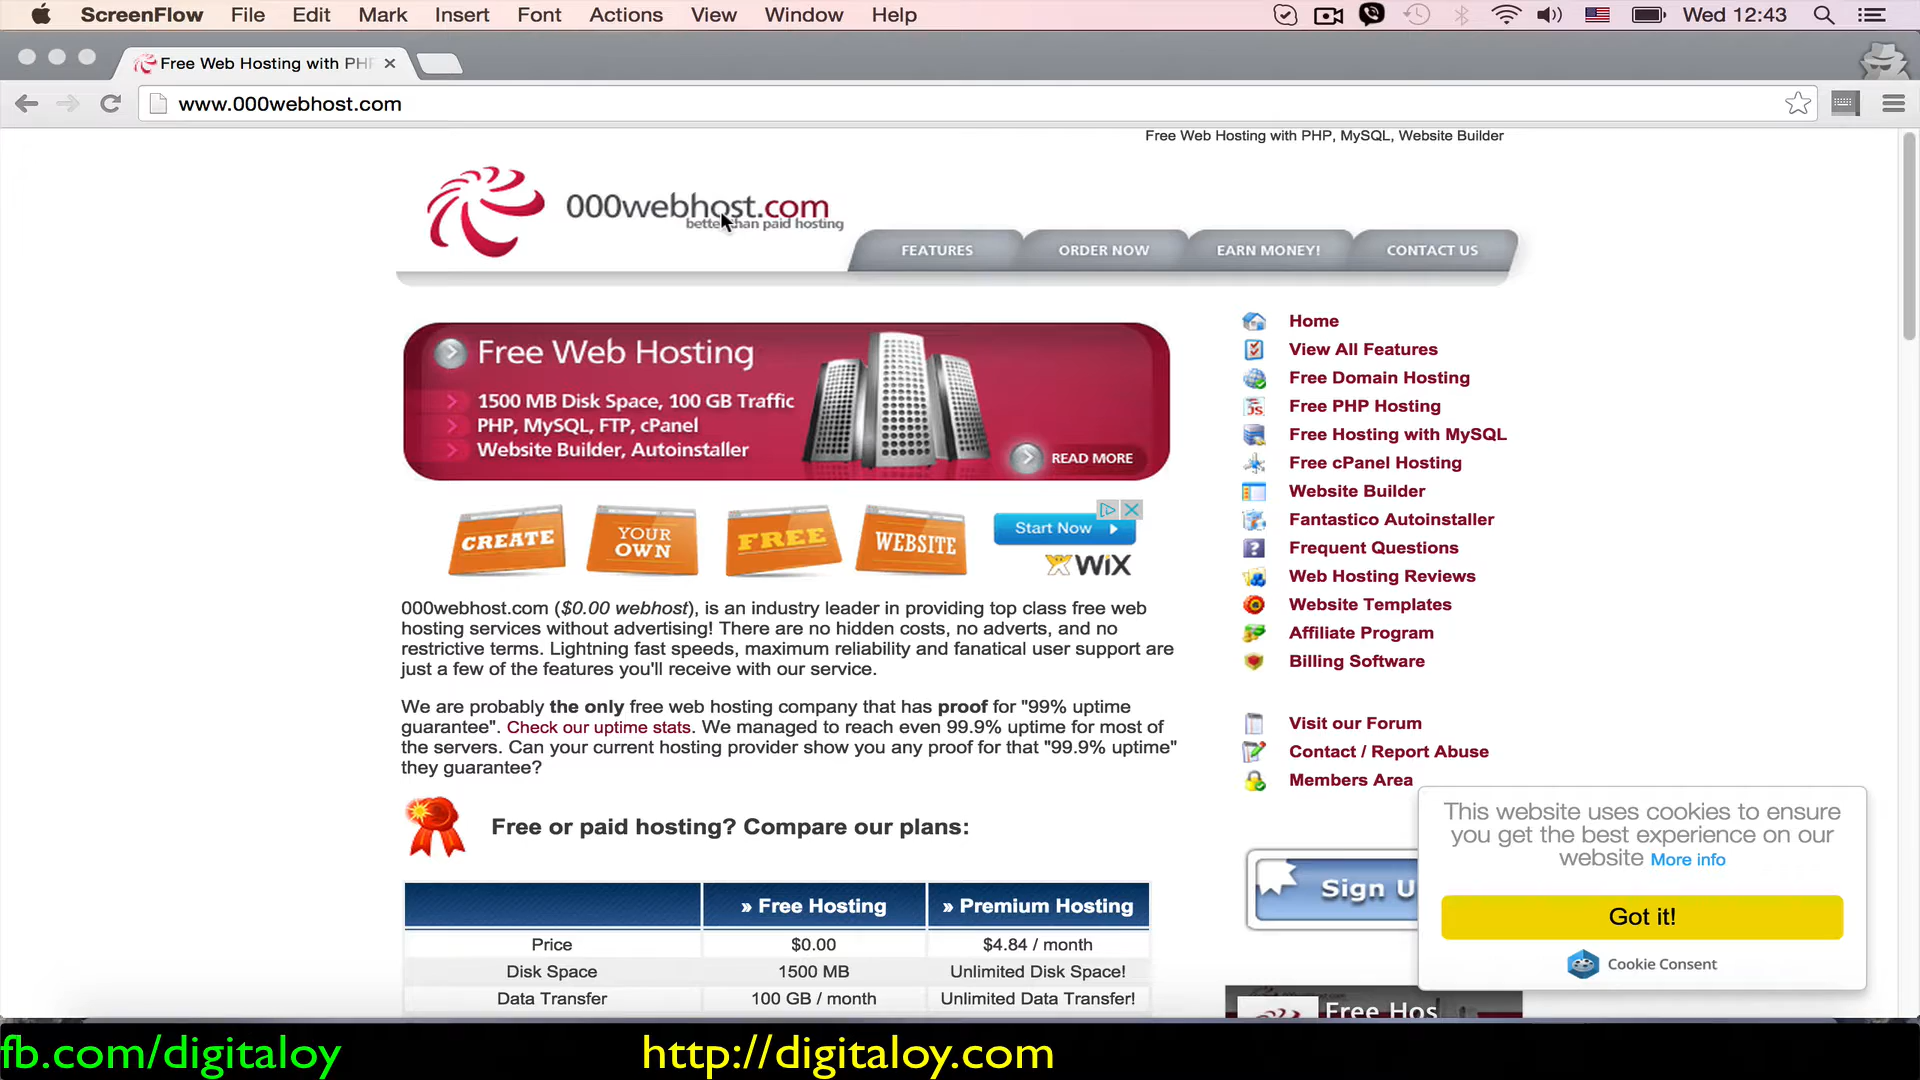 ScreenFlow File Edit Mark Insert Font Actions View Window Help Wed 12:43
Free Web Hosting with PHP
www.000webhost.com
Free Web Hosting with PHP, MySQL, Website Builder
000webhost.com
better than paid hosting
FEATURES ORDER NOW EARN MONEY! CONTACT US
Free Web Hosting
1500 MB Disk Space, 100 GB Traffic
PHP, MySQL, FTP, cPanel
Website Builder, Autoinstaller
READ MORE
CREATE YOUR OWN FREE WEBSITE
Start Now
WiX
000webhost.com ($0.00 webhost), is an industry leader in providing top class free web
hosting services without advertising! There are no hidden costs, no adverts, and no
restrictive terms. Lightning fast speeds, maximum reliability and fanatical user support are
just a few of the features you'll receive with our service.
We are probably the only free web hosting company that has proof for "99% uptime
guarantee". Check our uptime stats. We managed to reach even 99.9% uptime for most of
the servers. Can your current hosting provider show you any proof for that "99.9% uptime"
they guarantee?
Free or paid hosting? Compare our plans:
» Free Hosting » Premium Hosting
Price $0.00 $4.84 / month
Disk Space 1500 MB Unlimited Disk Space!
Data Transfer 100 GB / month Unlimited Data Transfer!
Home
View All Features
Free Domain Hosting
Free PHP Hosting
Free Hosting with MySQL
Free cPanel Hosting
Website Builder
Fantastico Autoinstaller
Frequent Questions
Web Hosting Reviews
Website Templates
Affiliate Program
Billing Software
Visit our Forum
Contact / Report Abuse
Members Area
Sign U
This website uses cookies to ensure
you get the best experience on our
website More info
Got it!
Cookie Consent
Free Hos
fb.com/digitaloy
http://digitaloy.com